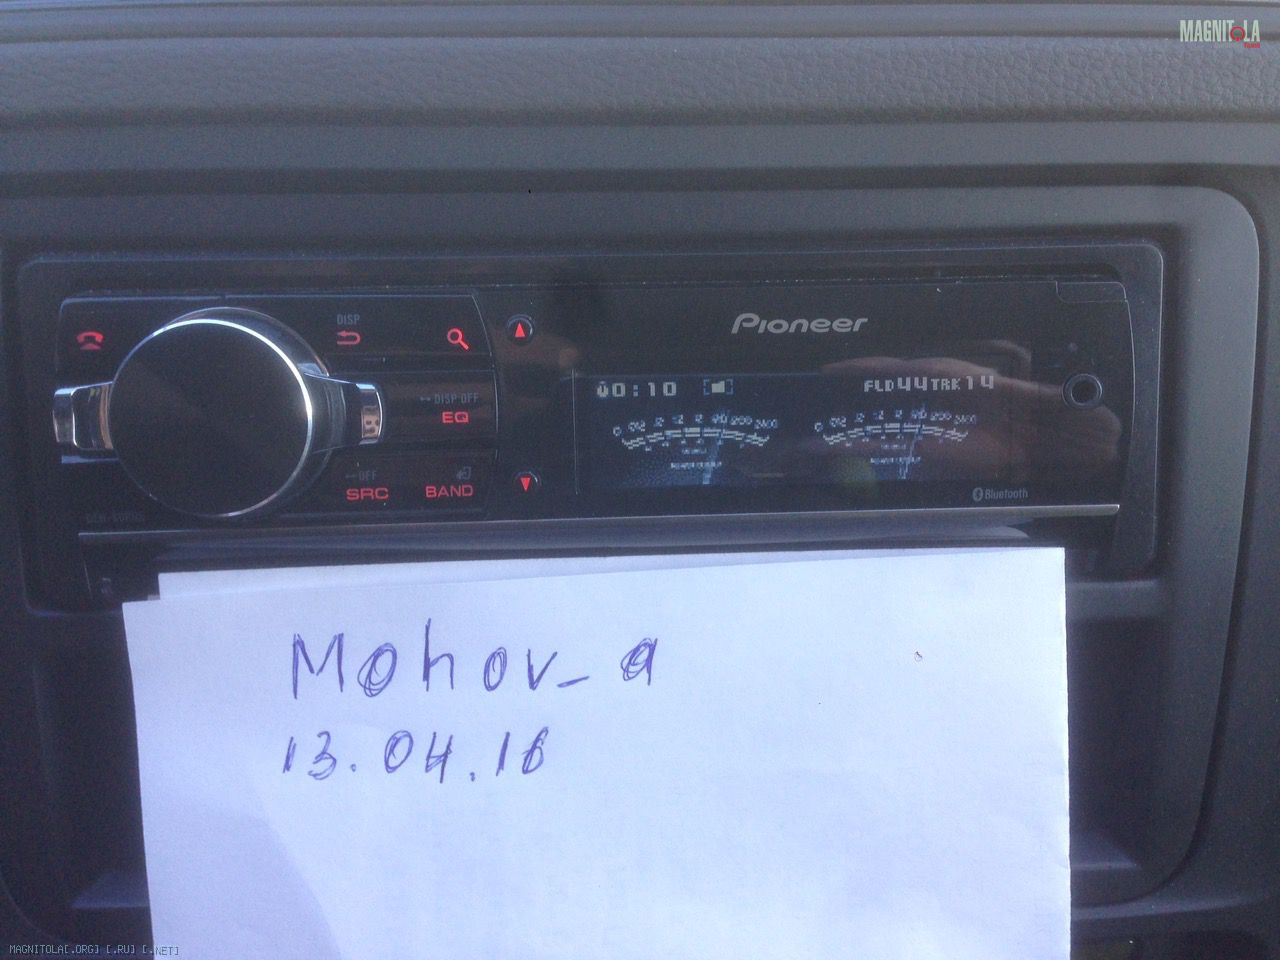 MAGNITOLA
Pioneer
DISP
DISP OFF
EQ
OFF
SRC
BAND
00:10
FLD44TRK14
Bluetooth
Mohov_a
13.04.16
MAGNITOLA[.ORG] [.RU] [.NET]